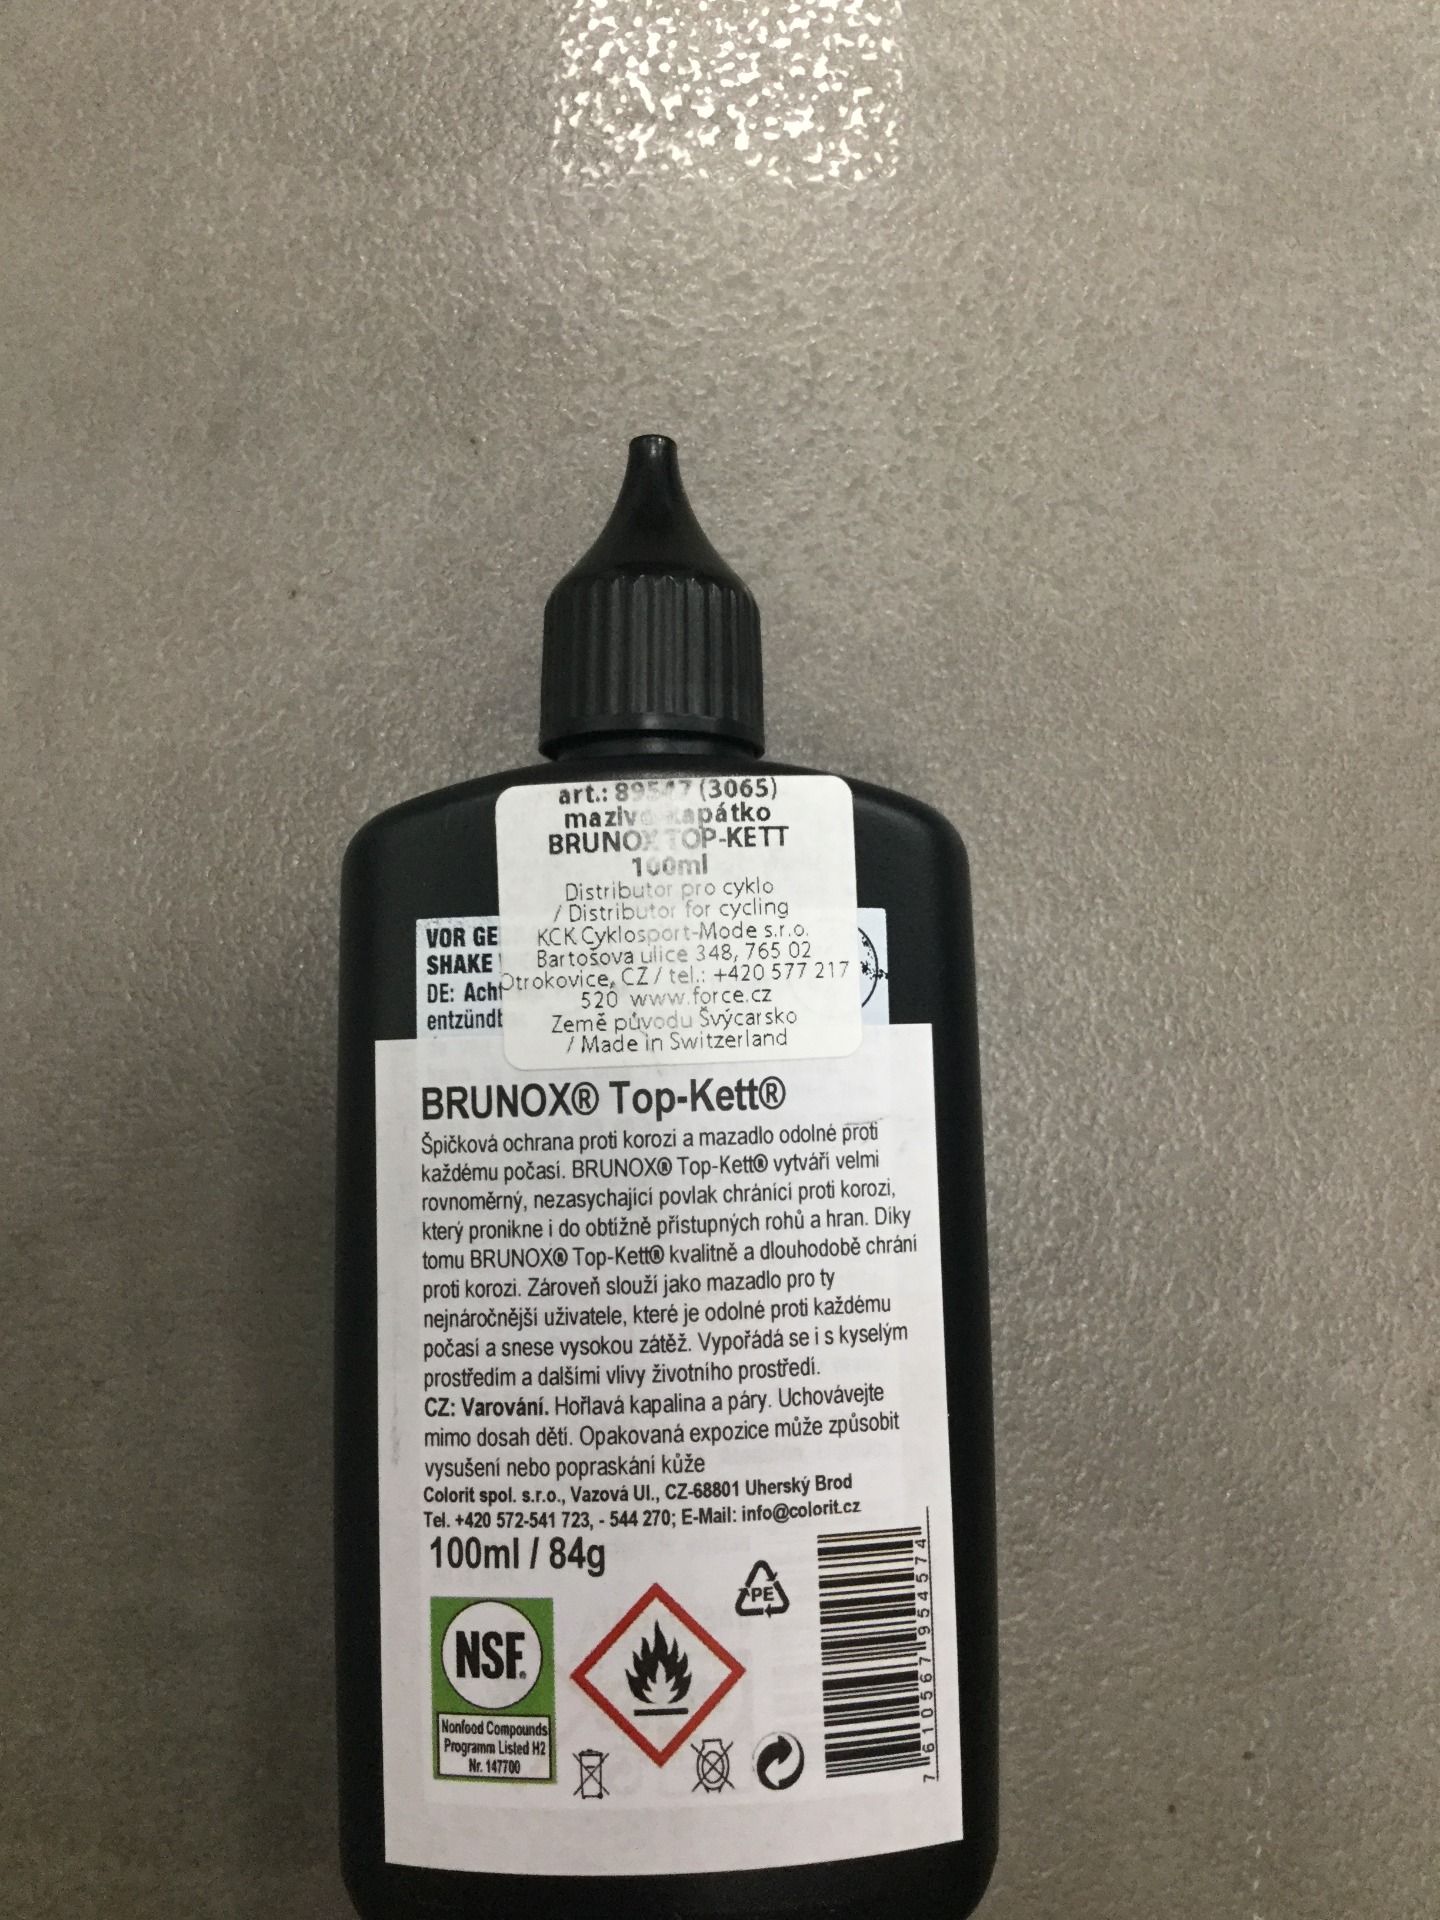 art.: 89547 (3065)
mazivo kapátko
BRUNOX TOP-KETT
100ml
Distributor pro cyklo
/ Distributor for cycling
KCK Cyklosport-Mode s.r.o.
Bartošova ulice 348, 765 02
Otrokovice, CZ / tel.: +420 577 217
520 www.force.cz
Země původu Švýcarsko
/ Made in Switzerland
VOR GE
SHAKE
DE: Acht
entzündb
BRUNOX® Top-Kett®
Špičková ochrana proti korozi a mazadlo odolné proti
každému počasí. BRUNOX® Top-Kett® vytváří velmi
rovnoměrný, nezasychající povlak chránící proti korozi,
který pronikne i do obtížně přístupných rohů a hran. Díky
tomu BRUNOX® Top-Kett® kvalitně a dlouhodobě chrání
proti korozi. Zároveň slouží jako mazadlo pro ty
nejnáročnější uživatele, které je odolné proti každému
počasí a snese vysokou zátěž. Vypořádá se i s kyselým
prostředím a dalšími vlivy životního prostředí.
CZ: Varování. Hořlavá kapalina a páry. Uchovávejte
mimo dosah dětí. Opakovaná expozice může způsobit
vysušení nebo popraskání kůže
Colorit spol. s.r.o., Vazová Ul., CZ-68801 Uherský Brod
Tel. +420 572-541 723, - 544 270; E-Mail: info@colorit.cz
100ml / 84g
PE
NSF®
Nonfood Compounds
Programm Listed H2
Nr. 147700
7 610567 954574